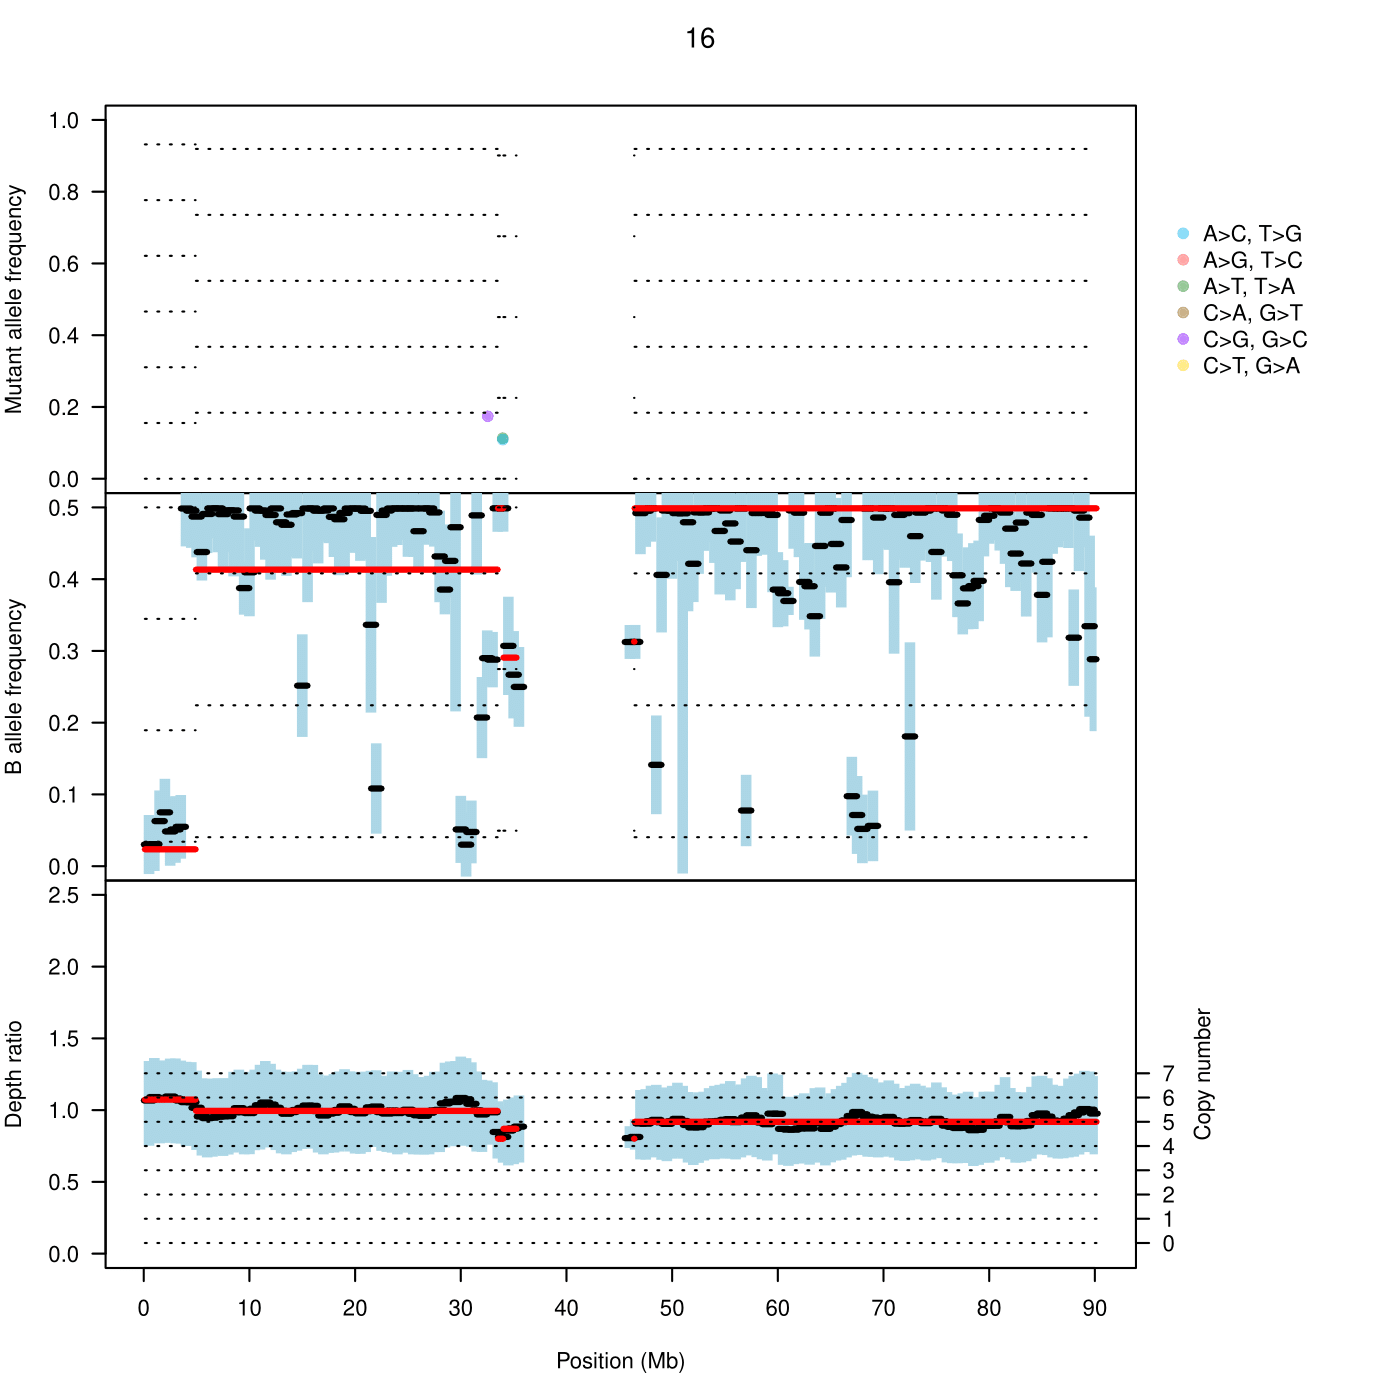 16
Mutant allele frequency
1.0
0.8
0.6
0.4
0.2
0.0
A>C, T>G
A>G, T>C
A>T, T>A
C>A, G>T
C>G, G>C
C>T, G>A
B allele frequency
0.5
0.4
0.3
0.2
0.1
0.0
Depth ratio
2.5
2.0
1.5
1.0
0.5
0.0
Copy number
7
6
5
4
3
2
1
0
0 10 20 30 40 50 60 70 80 90
Position (Mb)